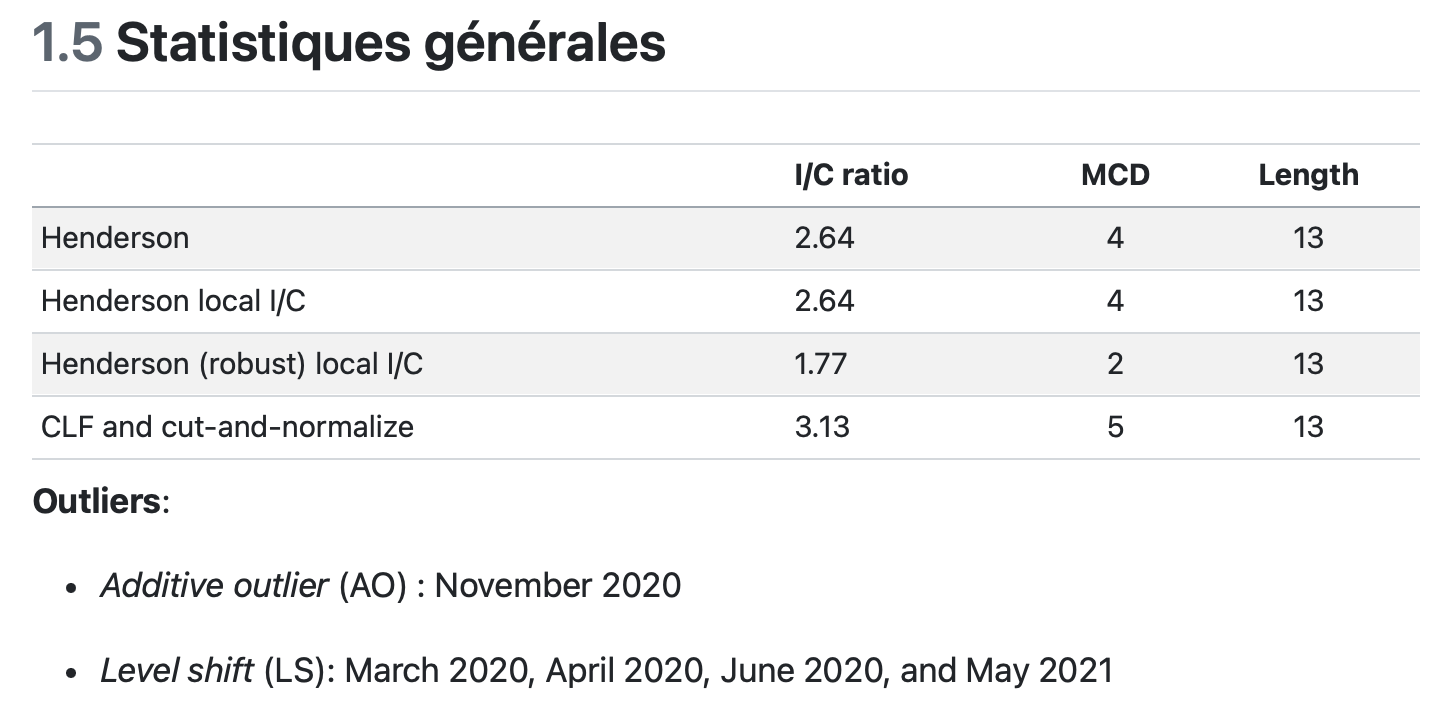 1.5 Statistiques générales
I/C ratio MCD Length
Henderson 2.64 4 13
Henderson local I/C 2.64 4 13
Henderson (robust) local I/C 1.77 2 13
CLF and cut-and-normalize 3.13 5 13
Outliers:
• Additive outlier (AO) : November 2020
• Level shift (LS): March 2020, April 2020, June 2020, and May 2021